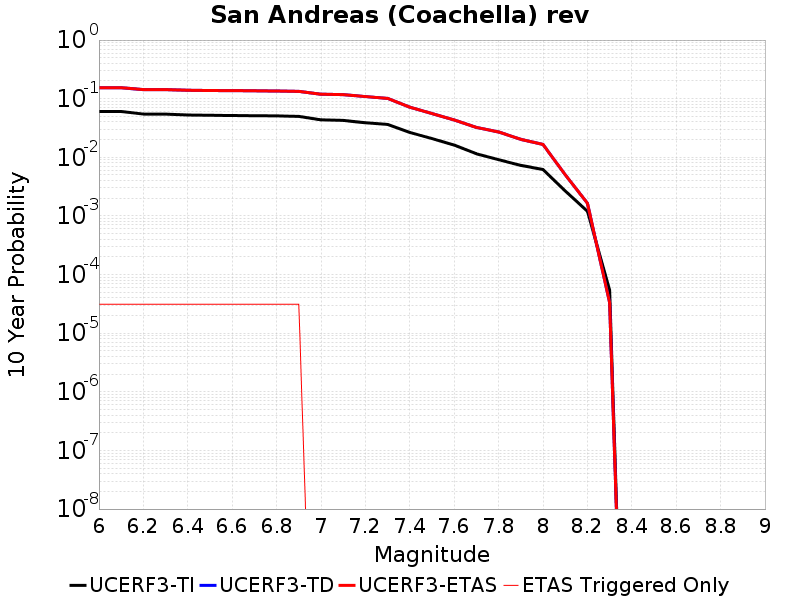 San Andreas (Coachella) rev
10 Year Probability
10^0
10^-1
10^-2
10^-3
10^-4
10^-5
10^-6
10^-7
10^-8
6 6.2 6.4 6.6 6.8 7 7.2 7.4 7.6 7.8 8 8.2 8.4 8.6 8.8 9
Magnitude
UCERF3-TI UCERF3-TD UCERF3-ETAS ETAS Triggered Only